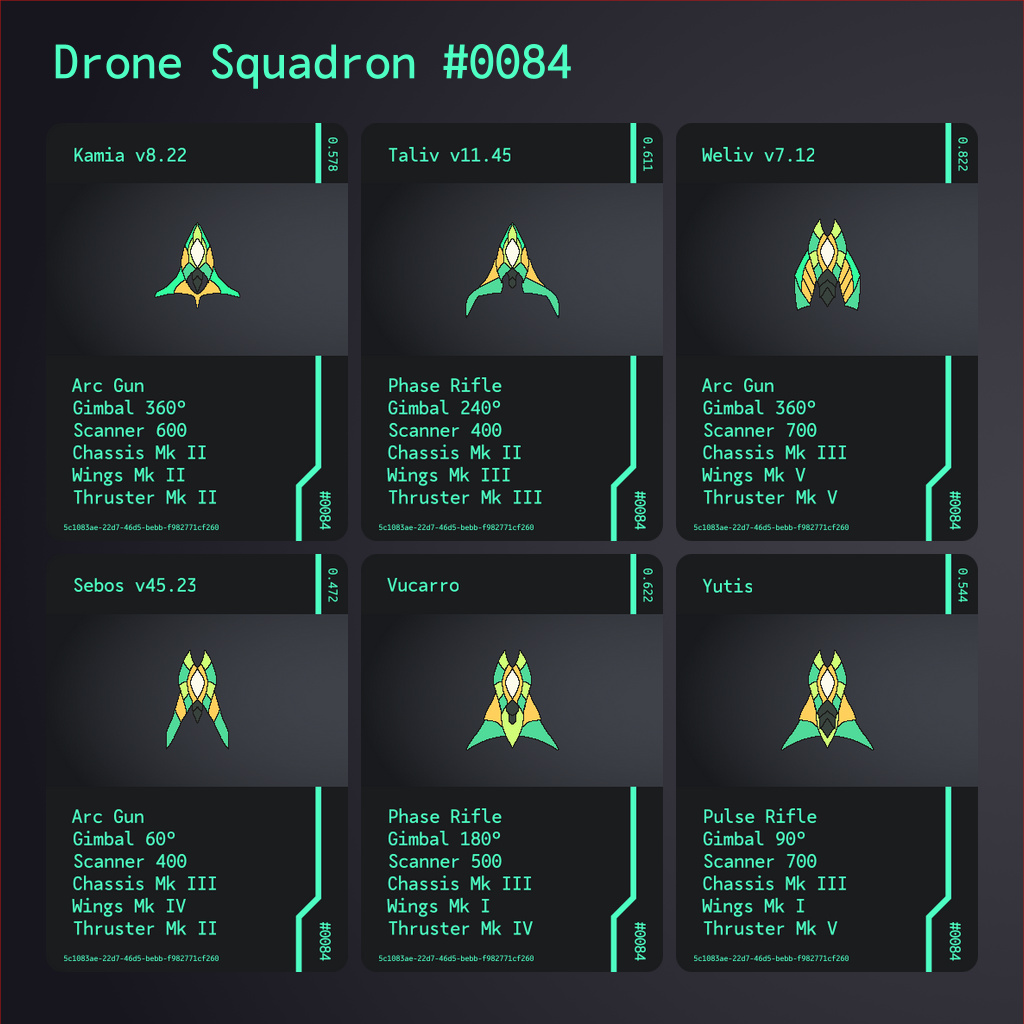 Drone Squadron #0084
Kamia v8.22
0.578
Arc Gun
Gimbal 360°
Scanner 600
Chassis Mk II
Wings Mk II
Thruster Mk II
5c1083ae-22d7-46d5-bebb-f982771cf260
#0084
Taliv v11.45
0.611
Phase Rifle
Gimbal 240°
Scanner 400
Chassis Mk II
Wings Mk III
Thruster Mk III
5c1083ae-22d7-46d5-bebb-f982771cf260
#0084
Weliv v7.12
0.822
Arc Gun
Gimbal 360°
Scanner 700
Chassis Mk III
Wings Mk V
Thruster Mk V
5c1083ae-22d7-46d5-bebb-f982771cf260
#0084
Sebos v45.23
0.472
Arc Gun
Gimbal 60°
Scanner 400
Chassis Mk III
Wings Mk IV
Thruster Mk II
5c1083ae-22d7-46d5-bebb-f982771cf260
#0084
Vucarro
0.622
Phase Rifle
Gimbal 180°
Scanner 500
Chassis Mk III
Wings Mk I
Thruster Mk IV
5c1083ae-22d7-46d5-bebb-f982771cf260
#0084
Yutis
0.544
Pulse Rifle
Gimbal 90°
Scanner 700
Chassis Mk III
Wings Mk I
Thruster Mk V
5c1083ae-22d7-46d5-bebb-f982771cf260
#0084